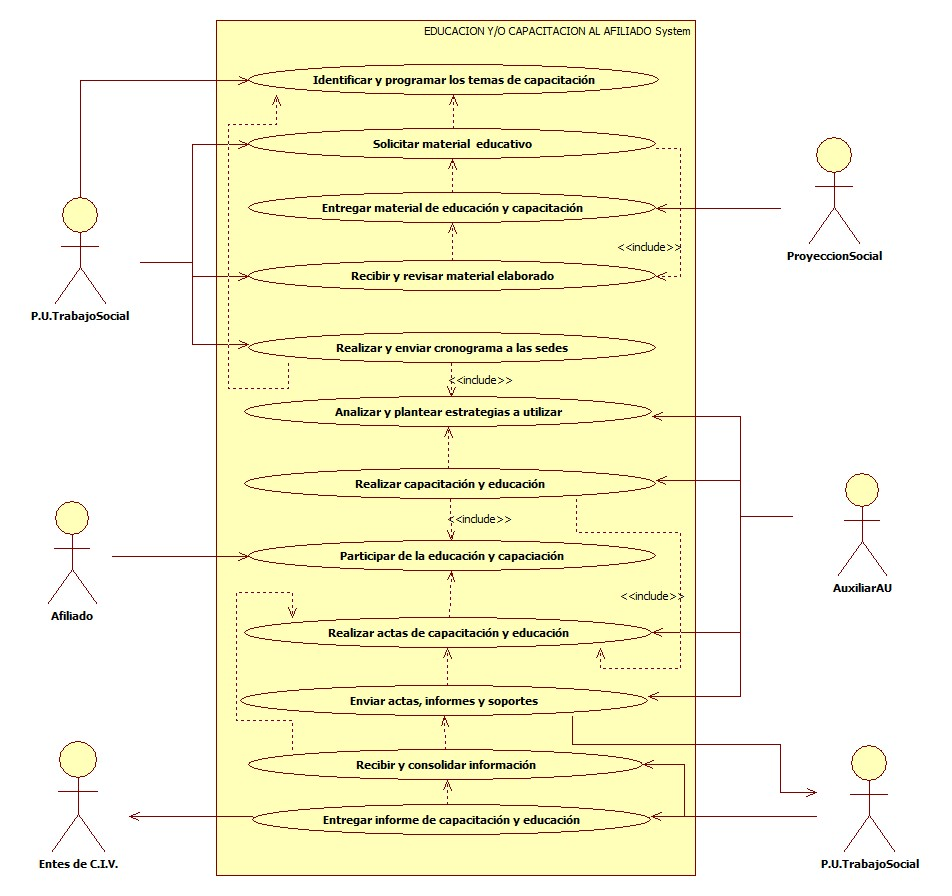 EDUCACION Y/O CAPACITACION AL AFILIADO System
Identificar y programar los temas de capacitación
Solicitar material educativo
Entregar material de educación y capacitación
<<include>>
ProyeccionSocial
Recibir y revisar material elaborado
P.U.TrabajoSocial
Realizar y enviar cronograma a las sedes
<<include>>
Analizar y plantear estrategias a utilizar
Realizar capacitación y educación
<<include>>
Participar de la educación y capaciación
AuxiliarAU
<<include>>
Afiliado
Realizar actas de capacitación y educación
Enviar actas, informes y soportes
Recibir y consolidar información
Entregar informe de capacitación y educación
Entes de C.I.V.
P.U.TrabajoSocial